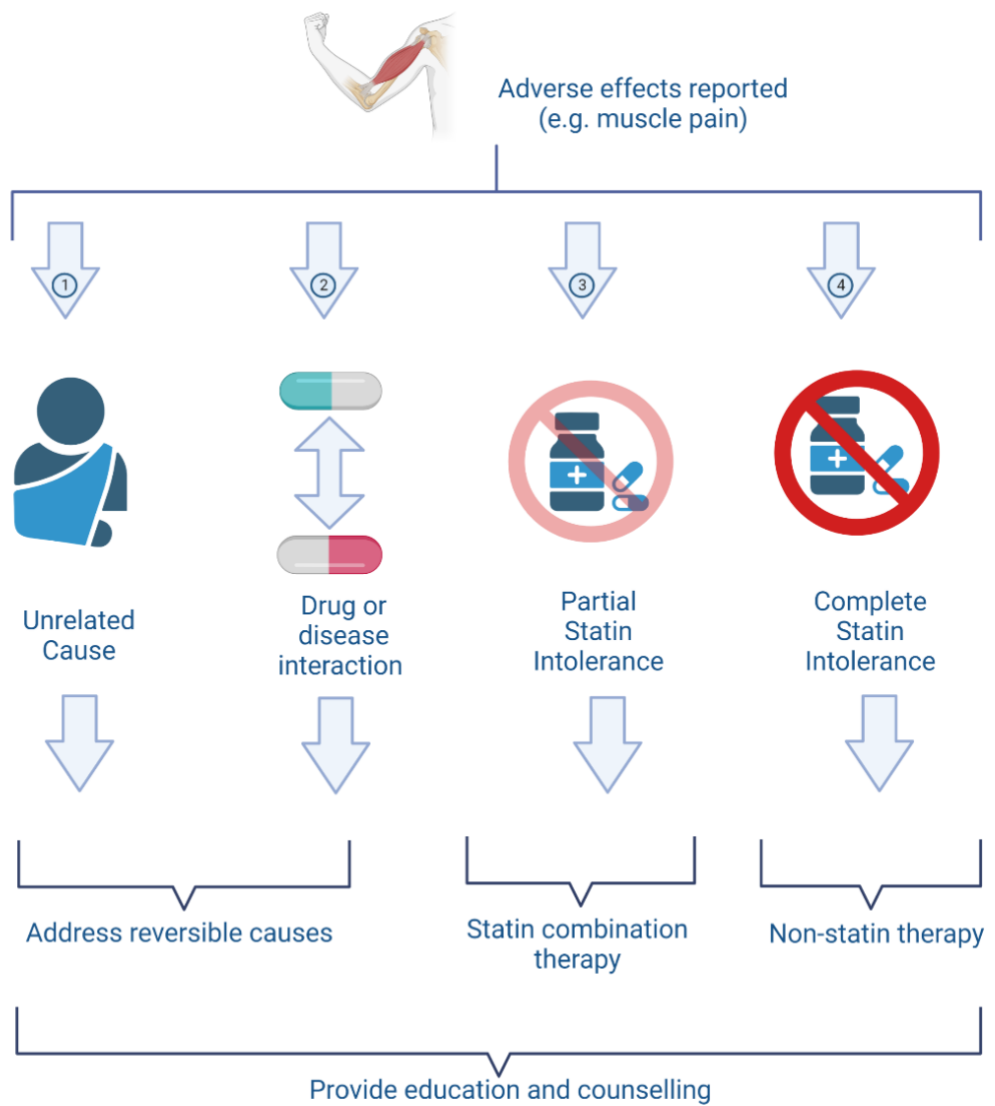 Adverse effects reported
(e.g. muscle pain)
1
2
3
4
Unrelated
Cause
Drug or
disease
interaction
Partial
Statin
Intolerance
Complete
Statin
Intolerance
Address reversible causes
Statin combination
therapy
Non-statin therapy
Provide education and counselling